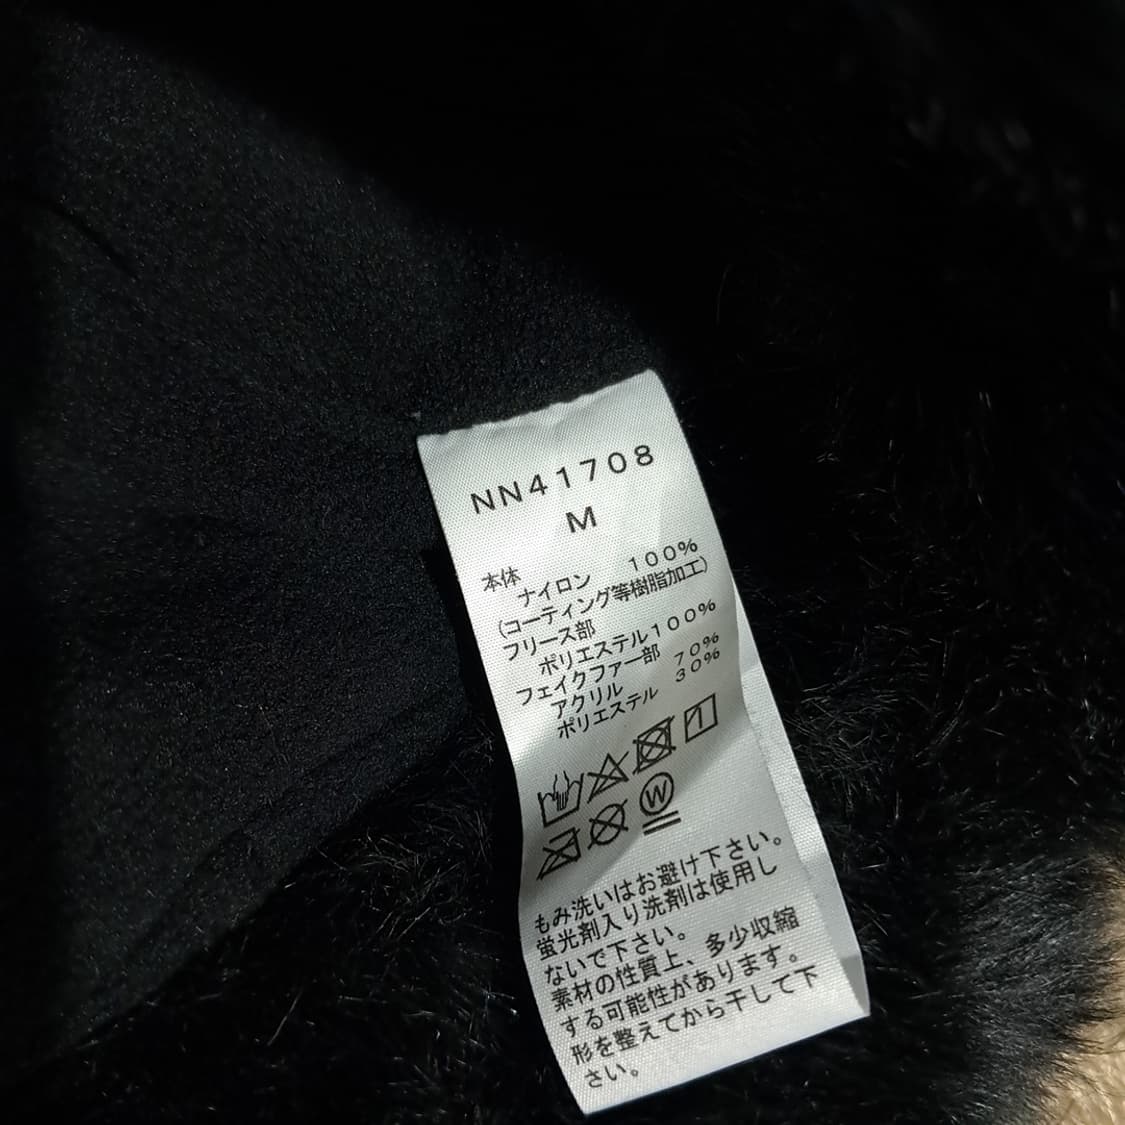 NN41708
M
本体
ナイロン 100%
(コーティング等樹脂加工)
フリース部
ポリエステル100%
フェイクファー部
アクリル 70%
ポリエステル 30%
W
もみ洗いはお避け下さい。
蛍光剤入り洗剤は使用し
ないで下さい。
素材の性質上、多少収縮
する可能性があります。
形を整えてから干して下
さい。